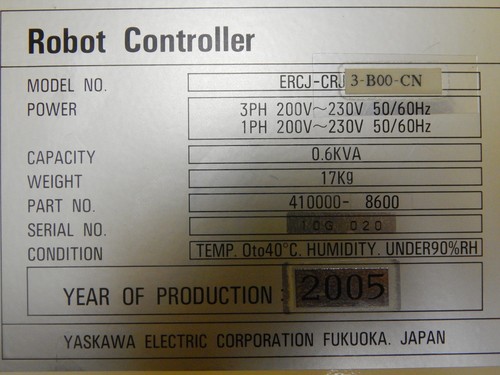 Robot Controller
MODEL NO. ERCJ-CRJ3-B00-CN
POWER 3PH 200V～230V 50/60Hz
1PH 200V～230V 50/60Hz
CAPACITY 0.6KVA
WEIGHT 17Kg
PART NO. 410000- 8600
SERIAL NO. 10G 020
CONDITION TEMP. 0to40°C. HUMIDITY. UNDER90%RH
YEAR OF PRODUCTION : 2005
YASKAWA ELECTRIC CORPORATION FUKUOKA. JAPAN